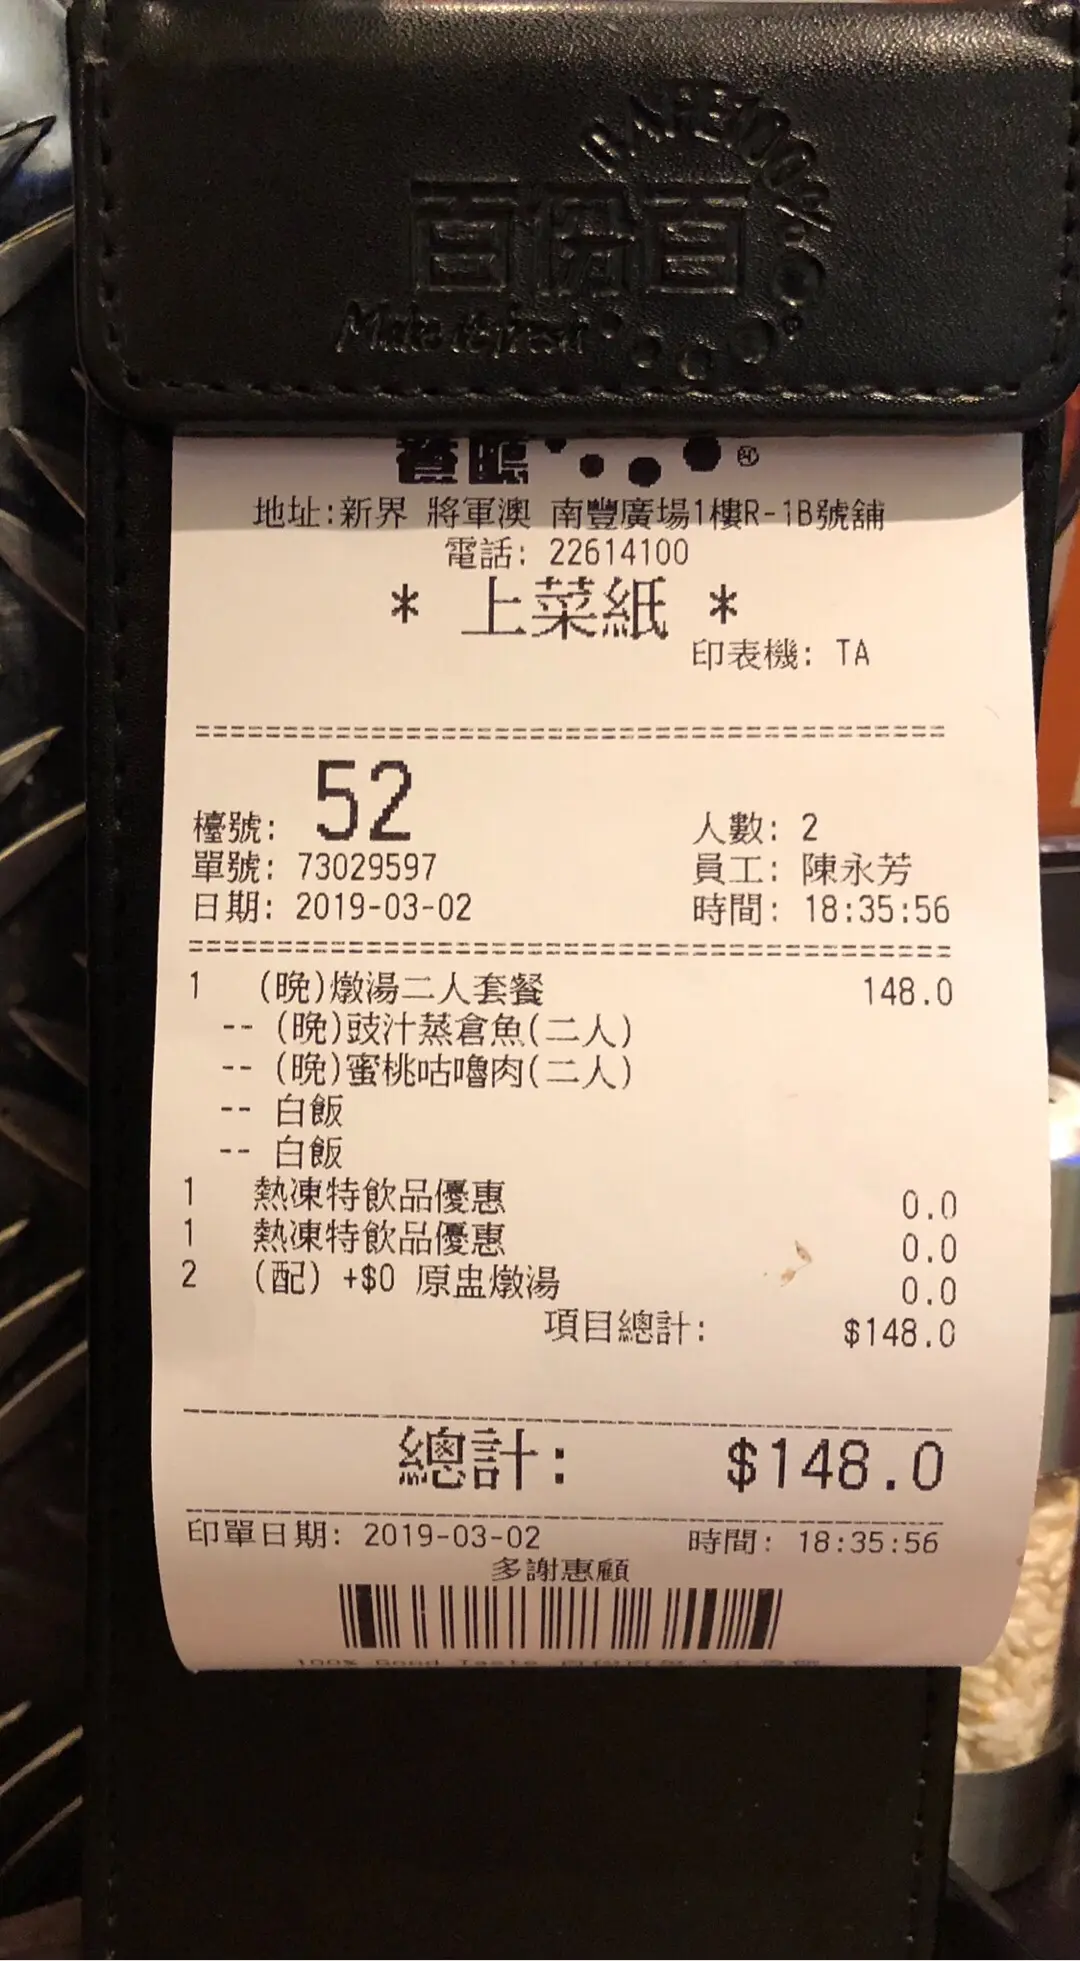 CAFE100%
百份百
Make it fresh
餐廳
地址:新界 將軍澳 南豐廣場1樓R-1B號舖
電話: 22614100
* 上菜紙 *
印表機: TA
檯號: 52 人數: 2
單號: 73029597 員工: 陳永芳
日期: 2019-03-02 時間: 18:35:56
1 (晚)燉湯二人套餐 148.0
-- (晚)豉汁蒸倉魚(二人)
-- (晚)蜜桃咕嚕肉(二人)
-- 白飯
-- 白飯
1 熱凍特飲品優惠 0.0
1 熱凍特飲品優惠 0.0
2 (配) +$0 原盅燉湯 0.0
項目總計: $148.0
總計: $148.0
印單日期: 2019-03-02 時間: 18:35:56
多謝惠顧
100% Good Taste